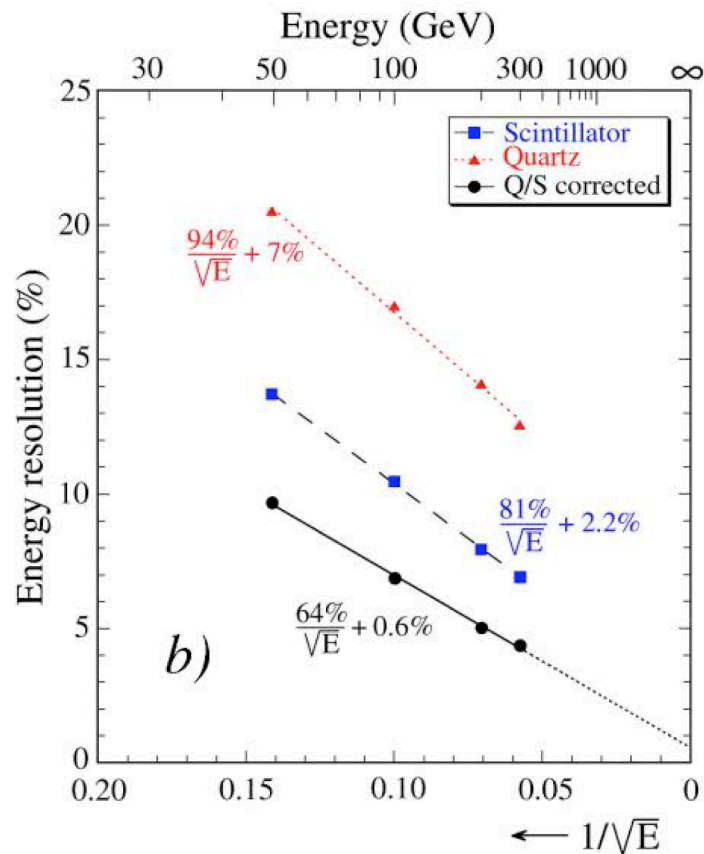 Energy (GeV)
30 50 100 300 1000 ∞
25
20
15
10
5
0
Energy resolution (%)
Scintillator
Quartz
Q/S corrected
94%/√E + 7%
81%/√E + 2.2%
64%/√E + 0.6%
b)
0.20 0.15 0.10 0.05 0
← 1/√E